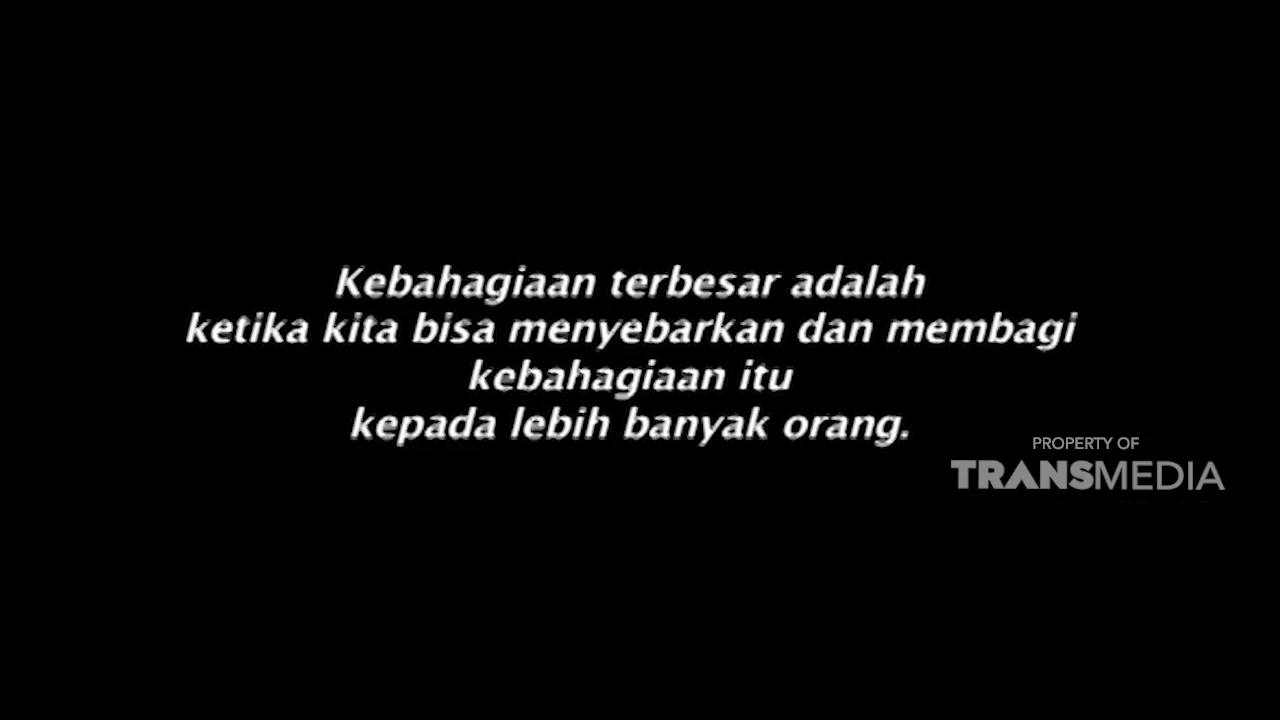 Kebahagiaan terbesar adalah
ketika kita bisa menyebarkan dan membagi
kebahagiaan itu
kepada lebih banyak orang.
PROPERTY OF
TRANSMEDIA